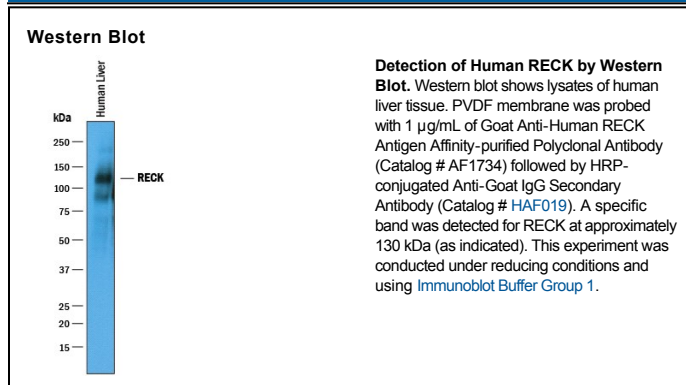 Western Blot
Human Liver
kDa
250
150
100
75
50
37
25
20
15
RECK
Detection of Human RECK by Western
Blot. Western blot shows lysates of human
liver tissue. PVDF membrane was probed
with 1 µg/mL of Goat Anti-Human RECK
Antigen Affinity-purified Polyclonal Antibody
(Catalog # AF1734) followed by HRP-
conjugated Anti-Goat IgG Secondary
Antibody (Catalog # HAF019). A specific
band was detected for RECK at approximately
130 kDa (as indicated). This experiment was
conducted under reducing conditions and
using Immunoblot Buffer Group 1.